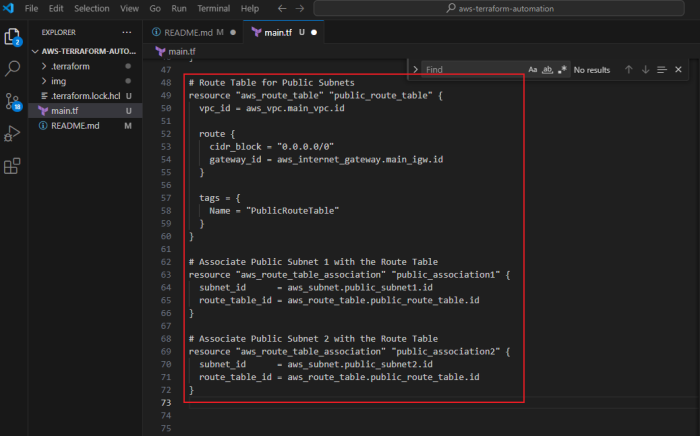 File Edit Selection View Go Run Terminal Help
aws-terraform-automation
EXPLORER
AWS-TERRAFORM-AUTO...
.terraform
img
.terraform.lock.hcl U
main.tf U
README.md M
README.md M
main.tf U
main.tf
Find
Aa ab .*
No results
47 }
48 # Route Table for Public Subnets
49 resource "aws_route_table" "public_route_table" {
50 vpc_id = aws_vpc.main_vpc.id
51
52 route {
53 cidr_block = "0.0.0.0/0"
54 gateway_id = aws_internet_gateway.main_igw.id
55 }
56
57 tags = {
58 Name = "PublicRouteTable"
59 }
60 }
61
62 # Associate Public Subnet 1 with the Route Table
63 resource "aws_route_table_association" "public_association1" {
64 subnet_id = aws_subnet.public_subnet1.id
65 route_table_id = aws_route_table.public_route_table.id
66 }
67
68 # Associate Public Subnet 2 with the Route Table
69 resource "aws_route_table_association" "public_association2" {
70 subnet_id = aws_subnet.public_subnet2.id
71 route_table_id = aws_route_table.public_route_table.id
72 }
73
74
75
2
18